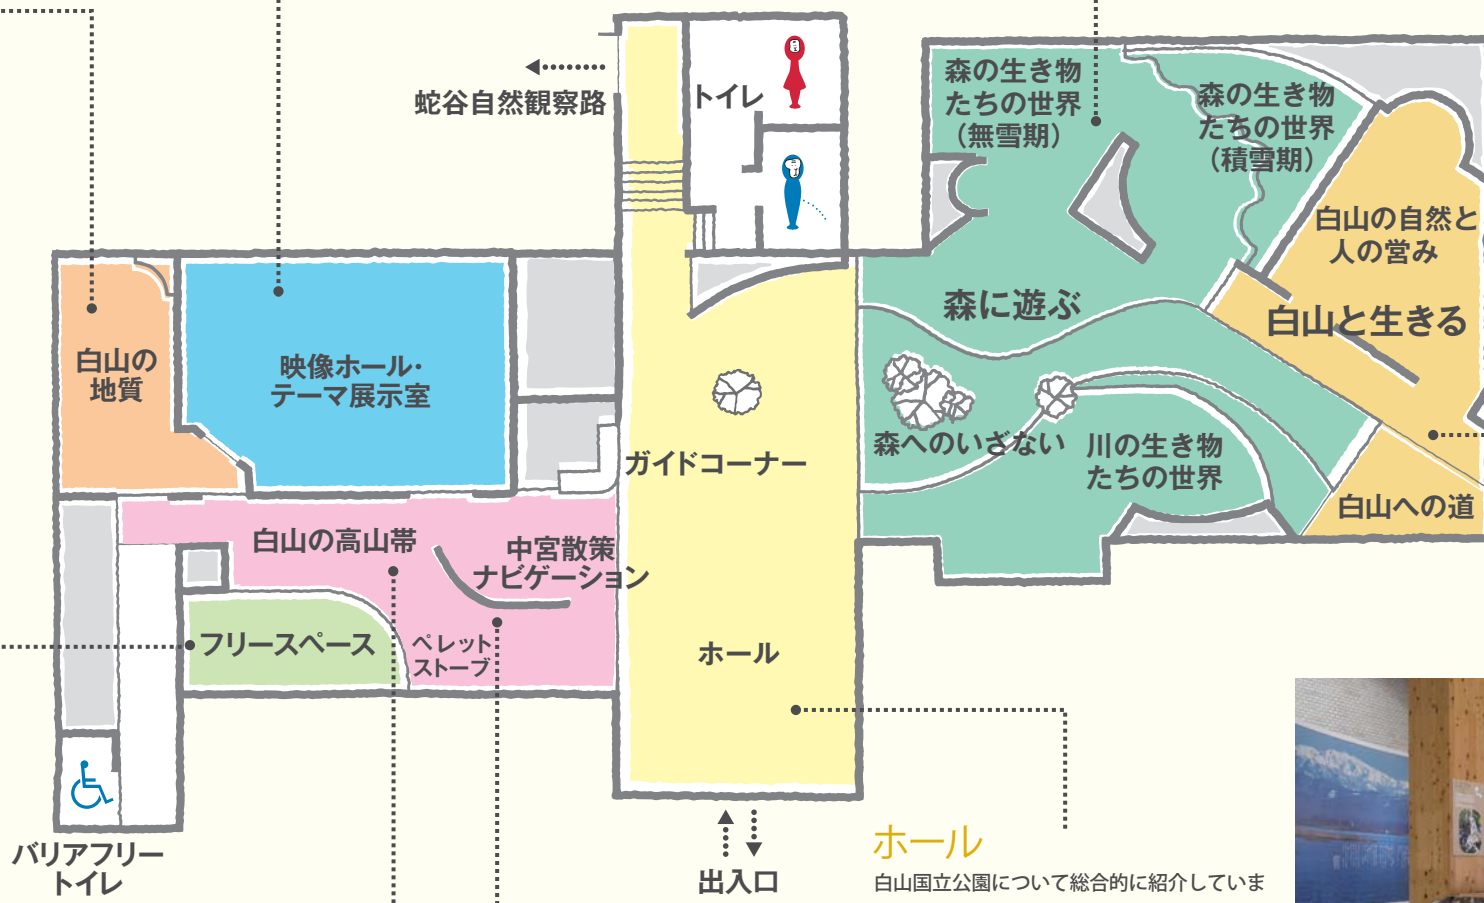 蛇谷自然観察路
トイレ
森の生き物
たちの世界
（無雪期）
森の生き物
たちの世界
（積雪期）
白山の自然と
人の営み
白山と生きる
森に遊ぶ
白山の
地質
映像ホール・
テーマ展示室
ガイドコーナー
森へのいざない
川の生き物
たちの世界
白山への道
白山の高山帯
中宮散策
ナビゲーション
フリースペース
ペレット
ストーブ
ホール
バリアフリー
トイレ
出入口
ホール
白山国立公園について総合的に紹介していま